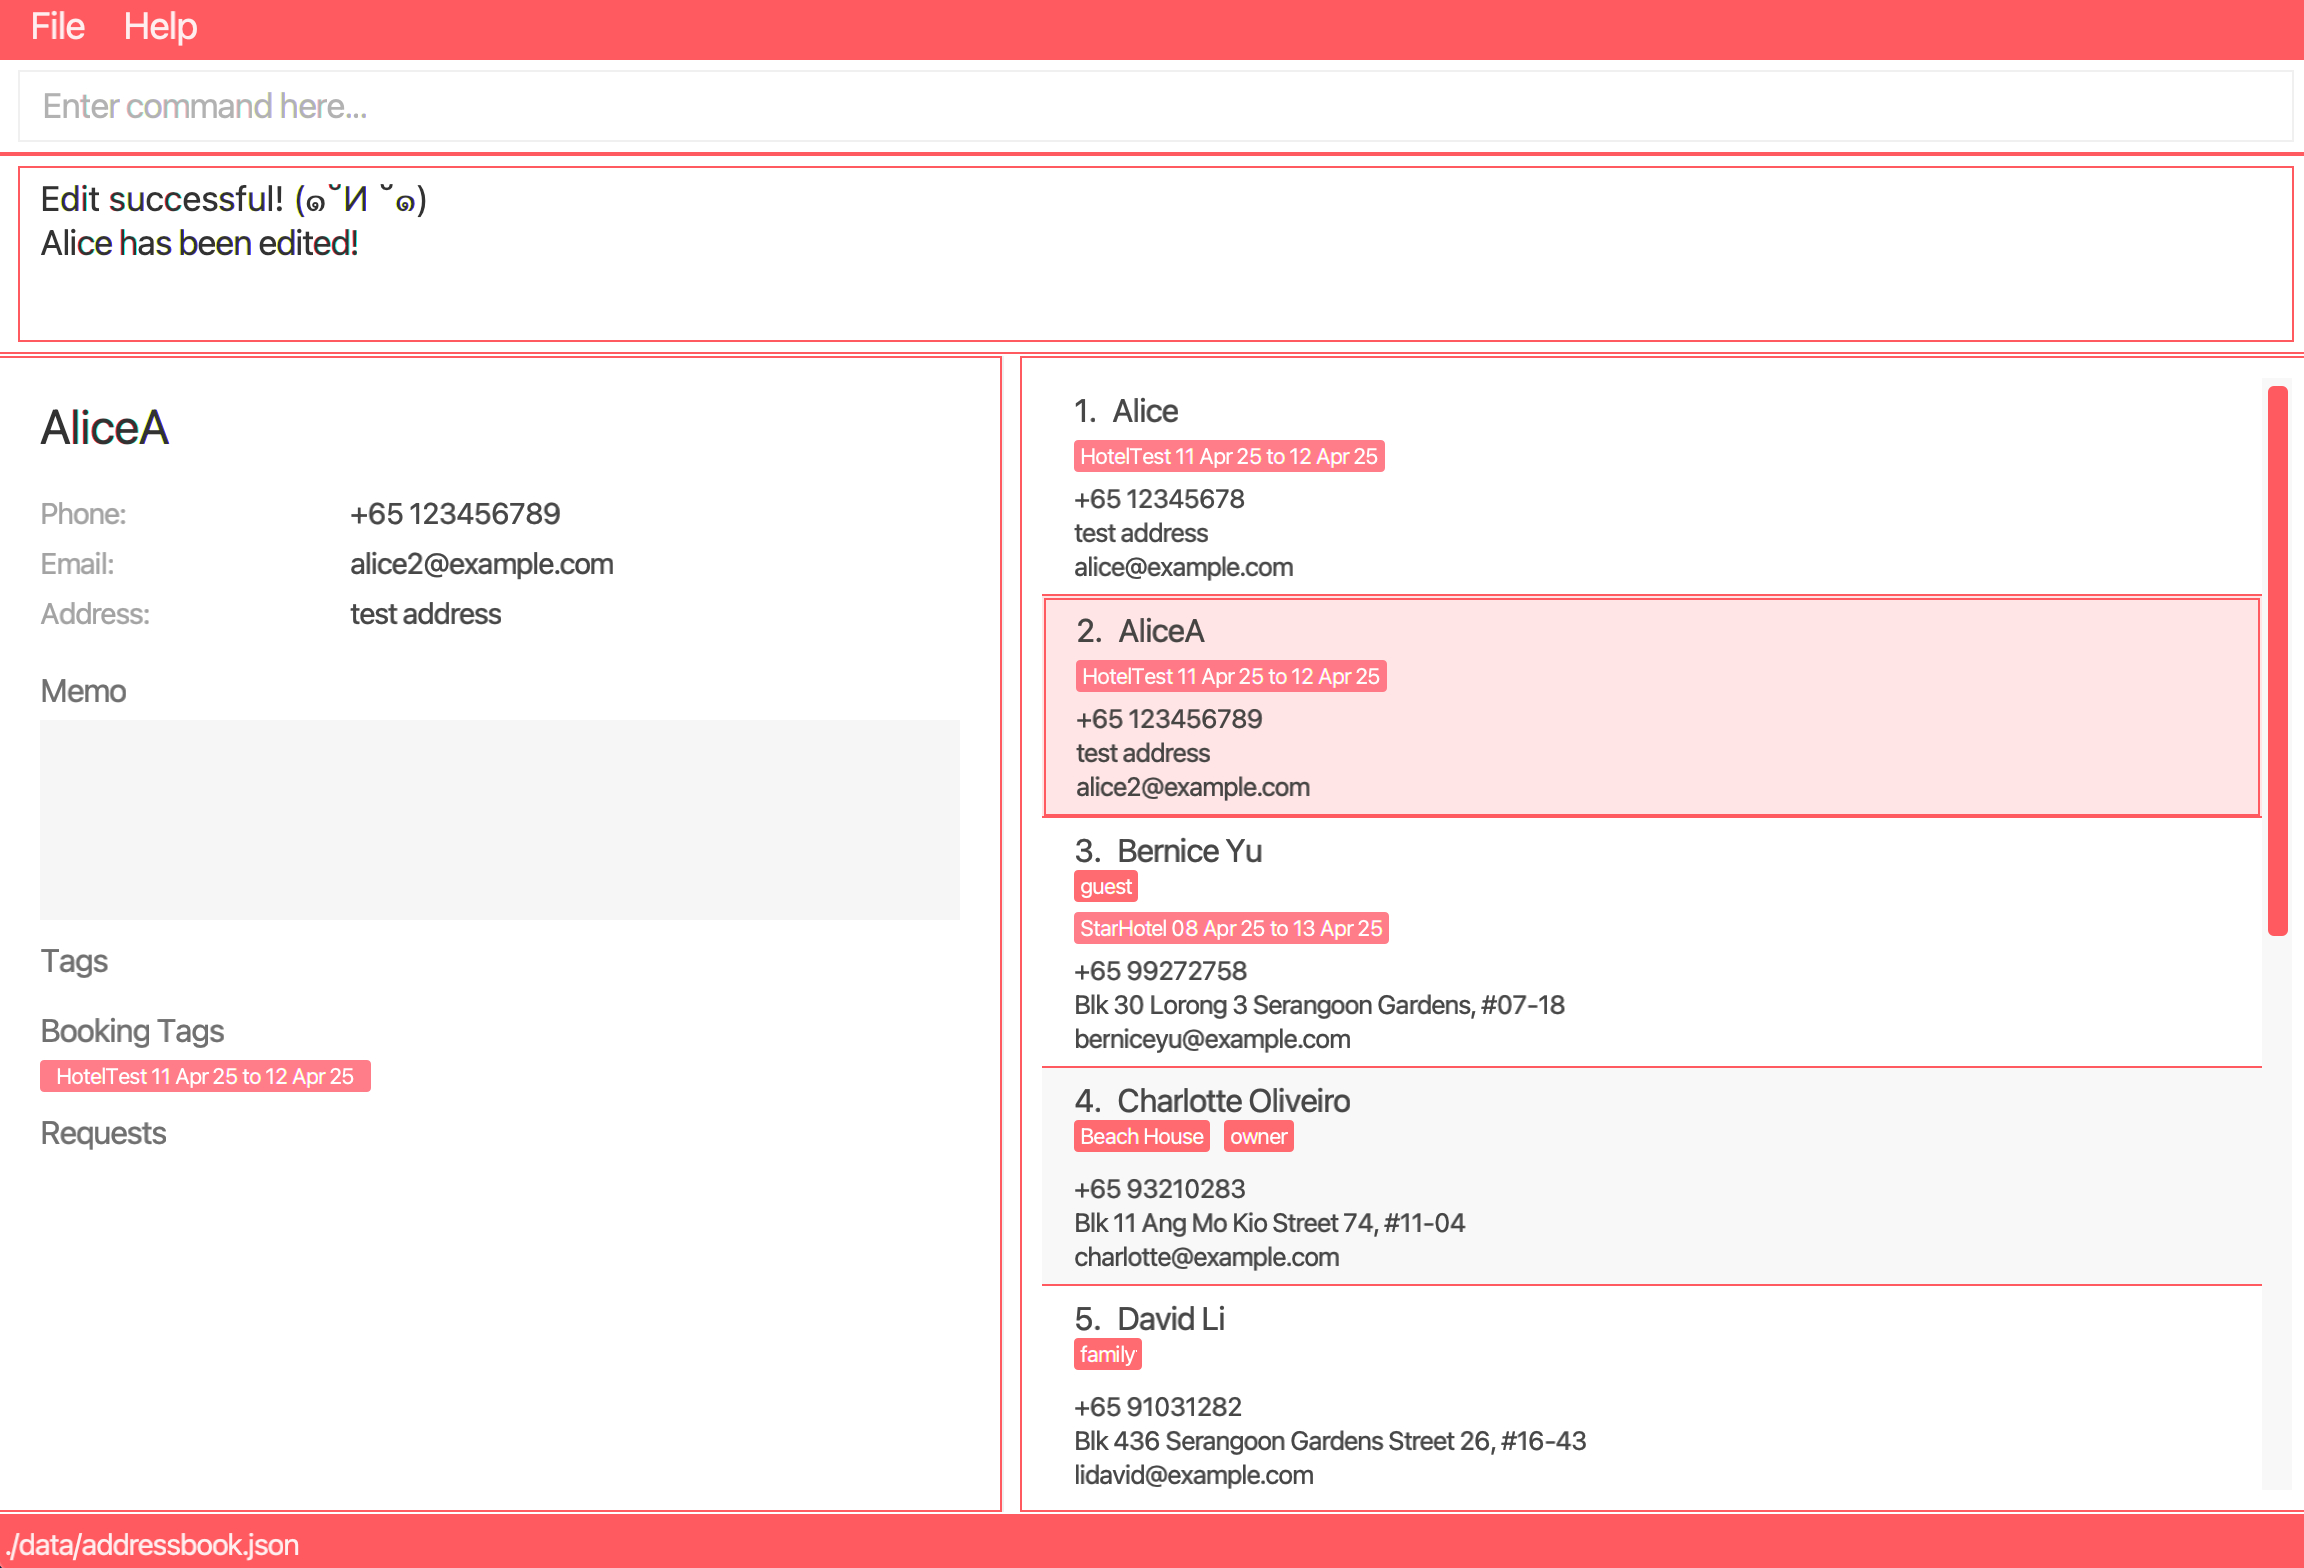 File Help
Enter command here...
Edit successful! (๑˘И ˘๑)
Alice has been edited!
AliceA
Phone: +65 123456789
Email: alice2@example.com
Address: test address
Memo
Tags
Booking Tags
HotelTest 11 Apr 25 to 12 Apr 25
Requests
1. Alice
HotelTest 11 Apr 25 to 12 Apr 25
+65 12345678
test address
alice@example.com
2. AliceA
HotelTest 11 Apr 25 to 12 Apr 25
+65 123456789
test address
alice2@example.com
3. Bernice Yu
guest
StarHotel 08 Apr 25 to 13 Apr 25
+65 99272758
Blk 30 Lorong 3 Serangoon Gardens, #07-18
berniceyu@example.com
4. Charlotte Oliveiro
Beach House owner
+65 93210283
Blk 11 Ang Mo Kio Street 74, #11-04
charlotte@example.com
5. David Li
family
+65 91031282
Blk 436 Serangoon Gardens Street 26, #16-43
lidavid@example.com
./data/addressbook.json